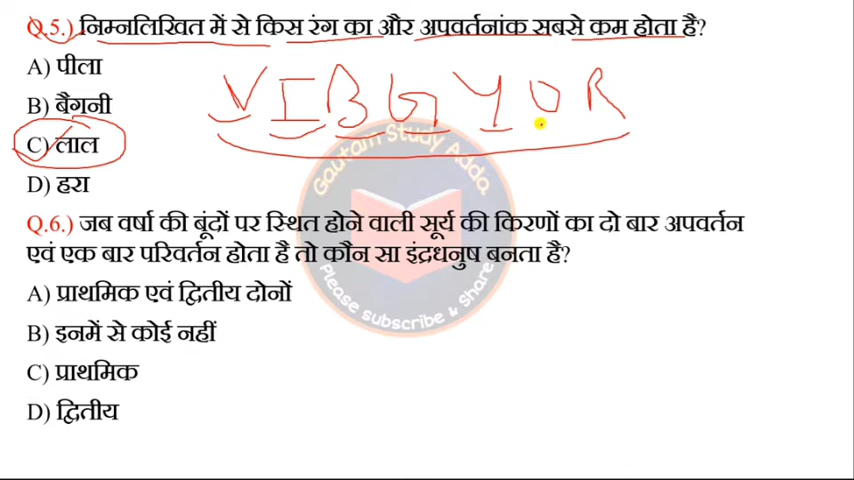 Q.5.) निम्नलिखित में से किस रंग का और अपवर्तनांक सबसे कम होता है?
A) पीला
B) बैगनी
C) लाल
D) हरा
VIBGYOR
Gautam Study Adda
Q.6.) जब वर्षा की बूंदों पर स्थित होने वाली सूर्य की किरणों का दो बार अपवर्तन
एवं एक बार परिवर्तन होता है तो कौन सा इंद्रधनुष बनता है?
A) प्राथमिक एवं द्वितीय दोनों
B) इनमें से कोई नहीं
C) प्राथमिक
D) द्वितीय
Please subscribe & Share